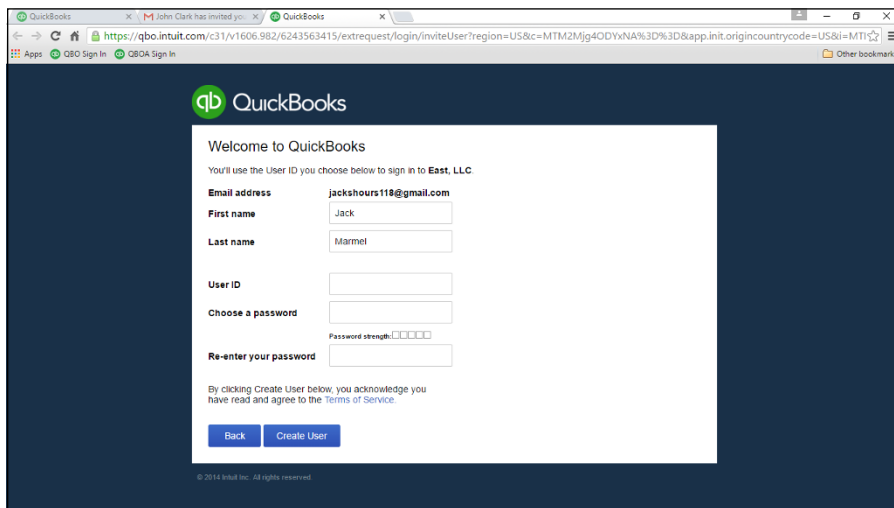 QuickBooks
John Clark has invited you
QuickBooks
https://qbo.intuit.com/c31/v1606.982/6243563415/extrequest/login/inviteUser?region=US&c=MTM2Mjg4ODYxNA%3D%3D&app.init.origincountrycode=US&i=MTI
Apps QBO Sign In QBOA Sign In Other bookmark
qb QuickBooks
Welcome to QuickBooks
You'll use the User ID you choose below to sign in to East, LLC.
Email address jackshours118@gmail.com
First name Jack
Last name Marmel
User ID
Choose a password
Password strength:
Re-enter your password
By clicking Create User below, you acknowledge you
have read and agree to the Terms of Service.
Back Create User
© 2014 Intuit Inc. All rights reserved.